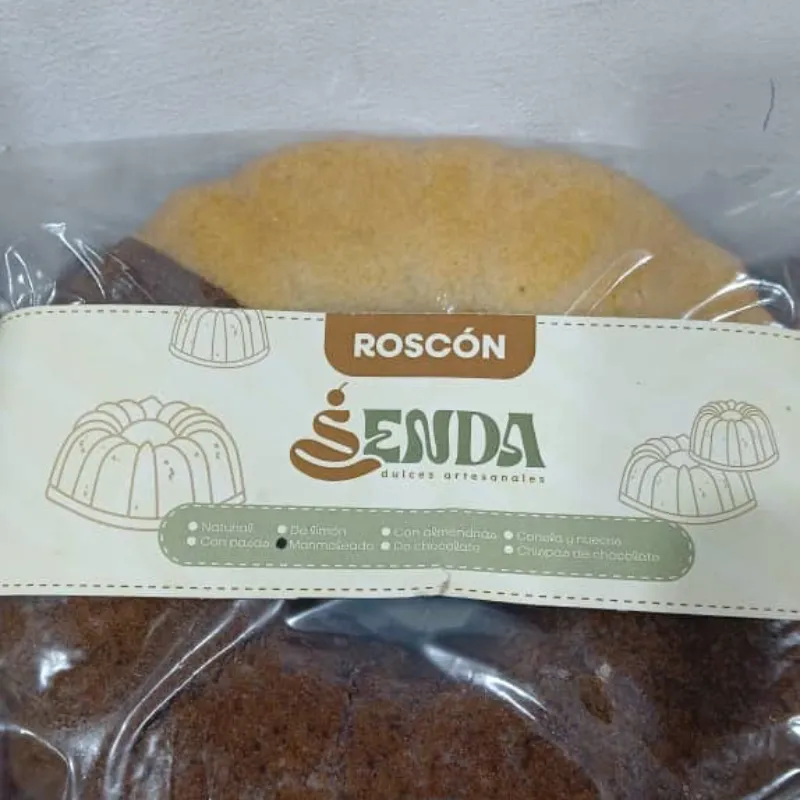 ROSCÓN
SENDA
dulces artesanales
Natural De limón Con almendras Canela y nueces
Con pasas Marmoleado De chocolate Chispas de chocolate